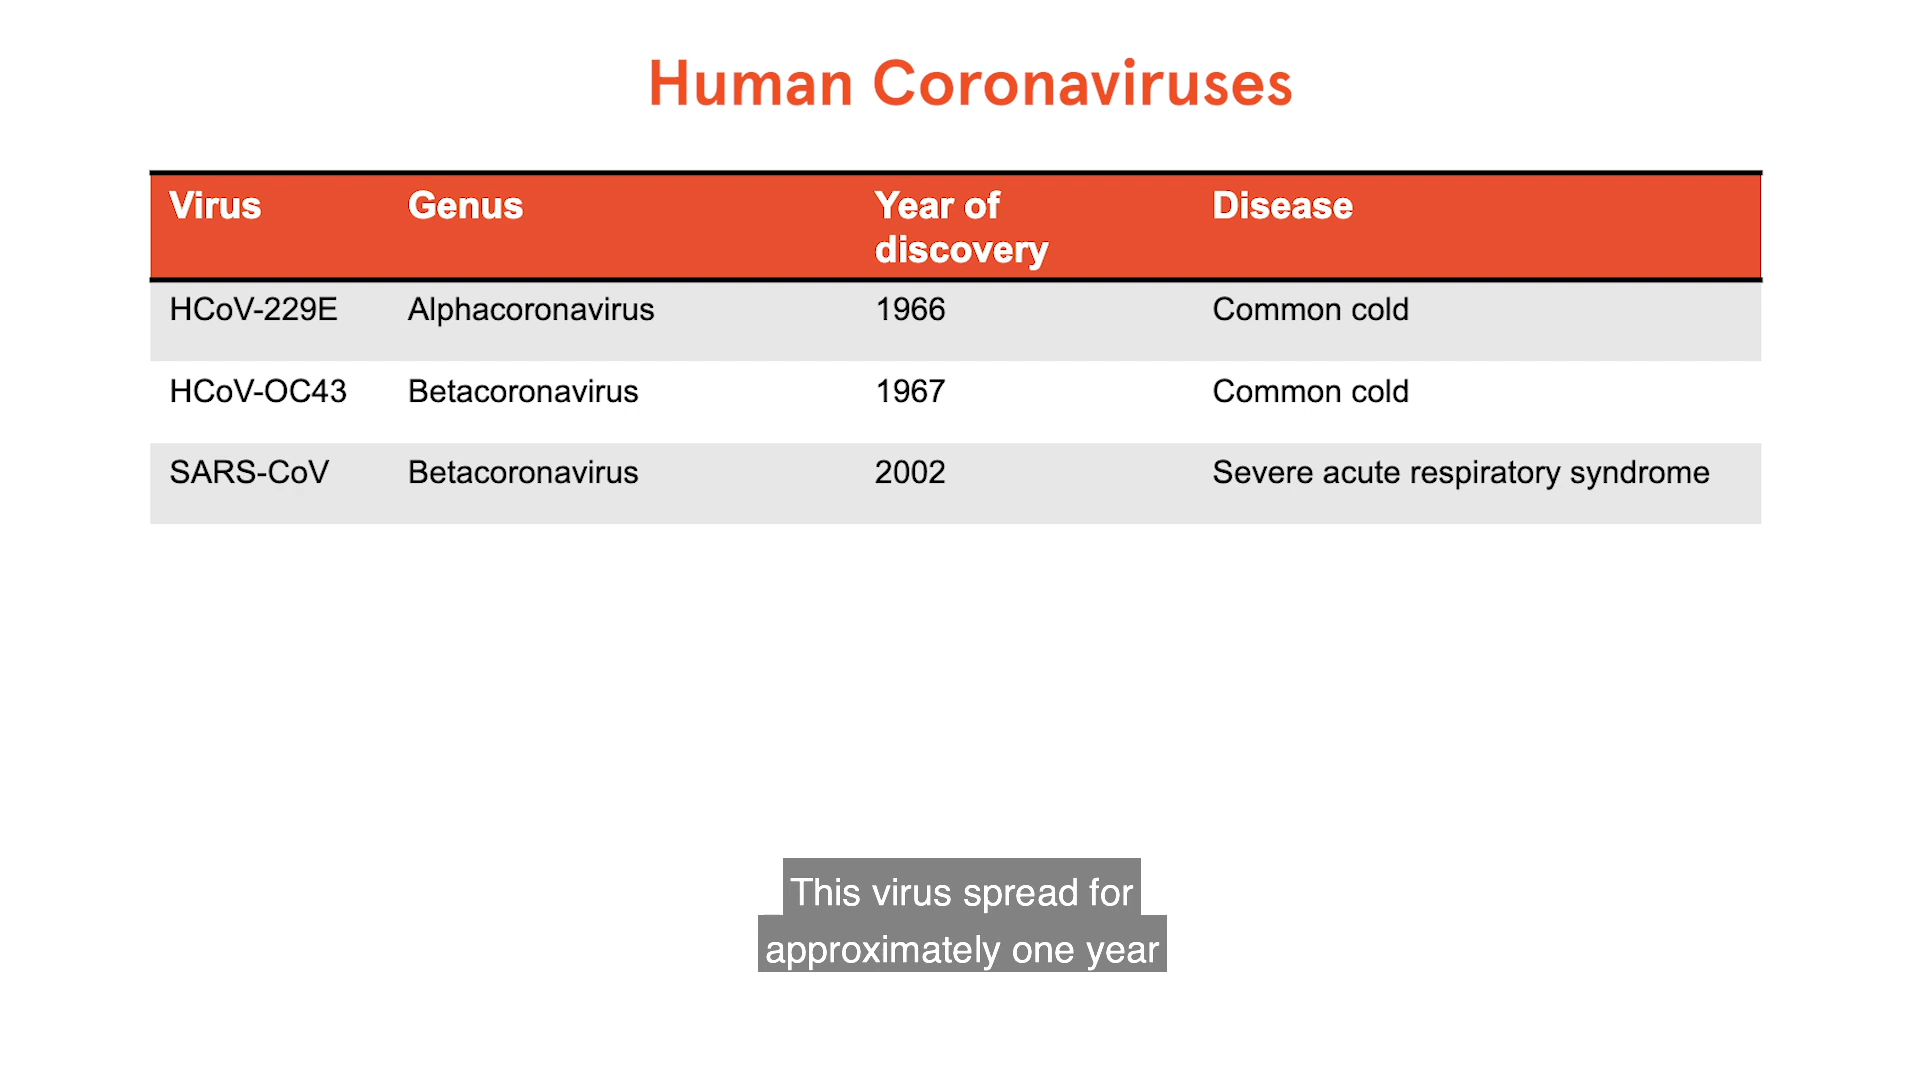 Human Coronaviruses
Virus Genus Year of discovery Disease
HCoV-229E Alphacoronavirus 1966 Common cold
HCoV-OC43 Betacoronavirus 1967 Common cold
SARS-CoV Betacoronavirus 2002 Severe acute respiratory syndrome
This virus spread for
approximately one year